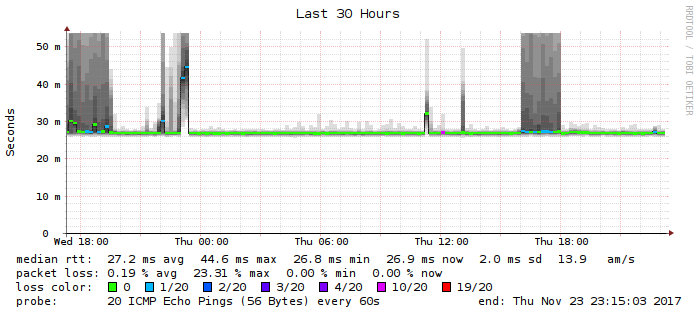 Last 30 Hours
RRDTOOL / TOBI OETIKER
Seconds
50 m
40 m
30 m
20 m
10 m
0
Wed 18:00 Thu 00:00 Thu 06:00 Thu 12:00 Thu 18:00
median rtt: 27.2 ms avg 44.6 ms max 26.8 ms min 26.9 ms now 2.0 ms sd 13.9 am/s
packet loss: 0.19 % avg 23.31 % max 0.00 % min 0.00 % now
loss color: 0 1/20 2/20 3/20 4/20 10/20 19/20
probe: 20 ICMP Echo Pings (56 Bytes) every 60s end: Thu Nov 23 23:15:03 2017